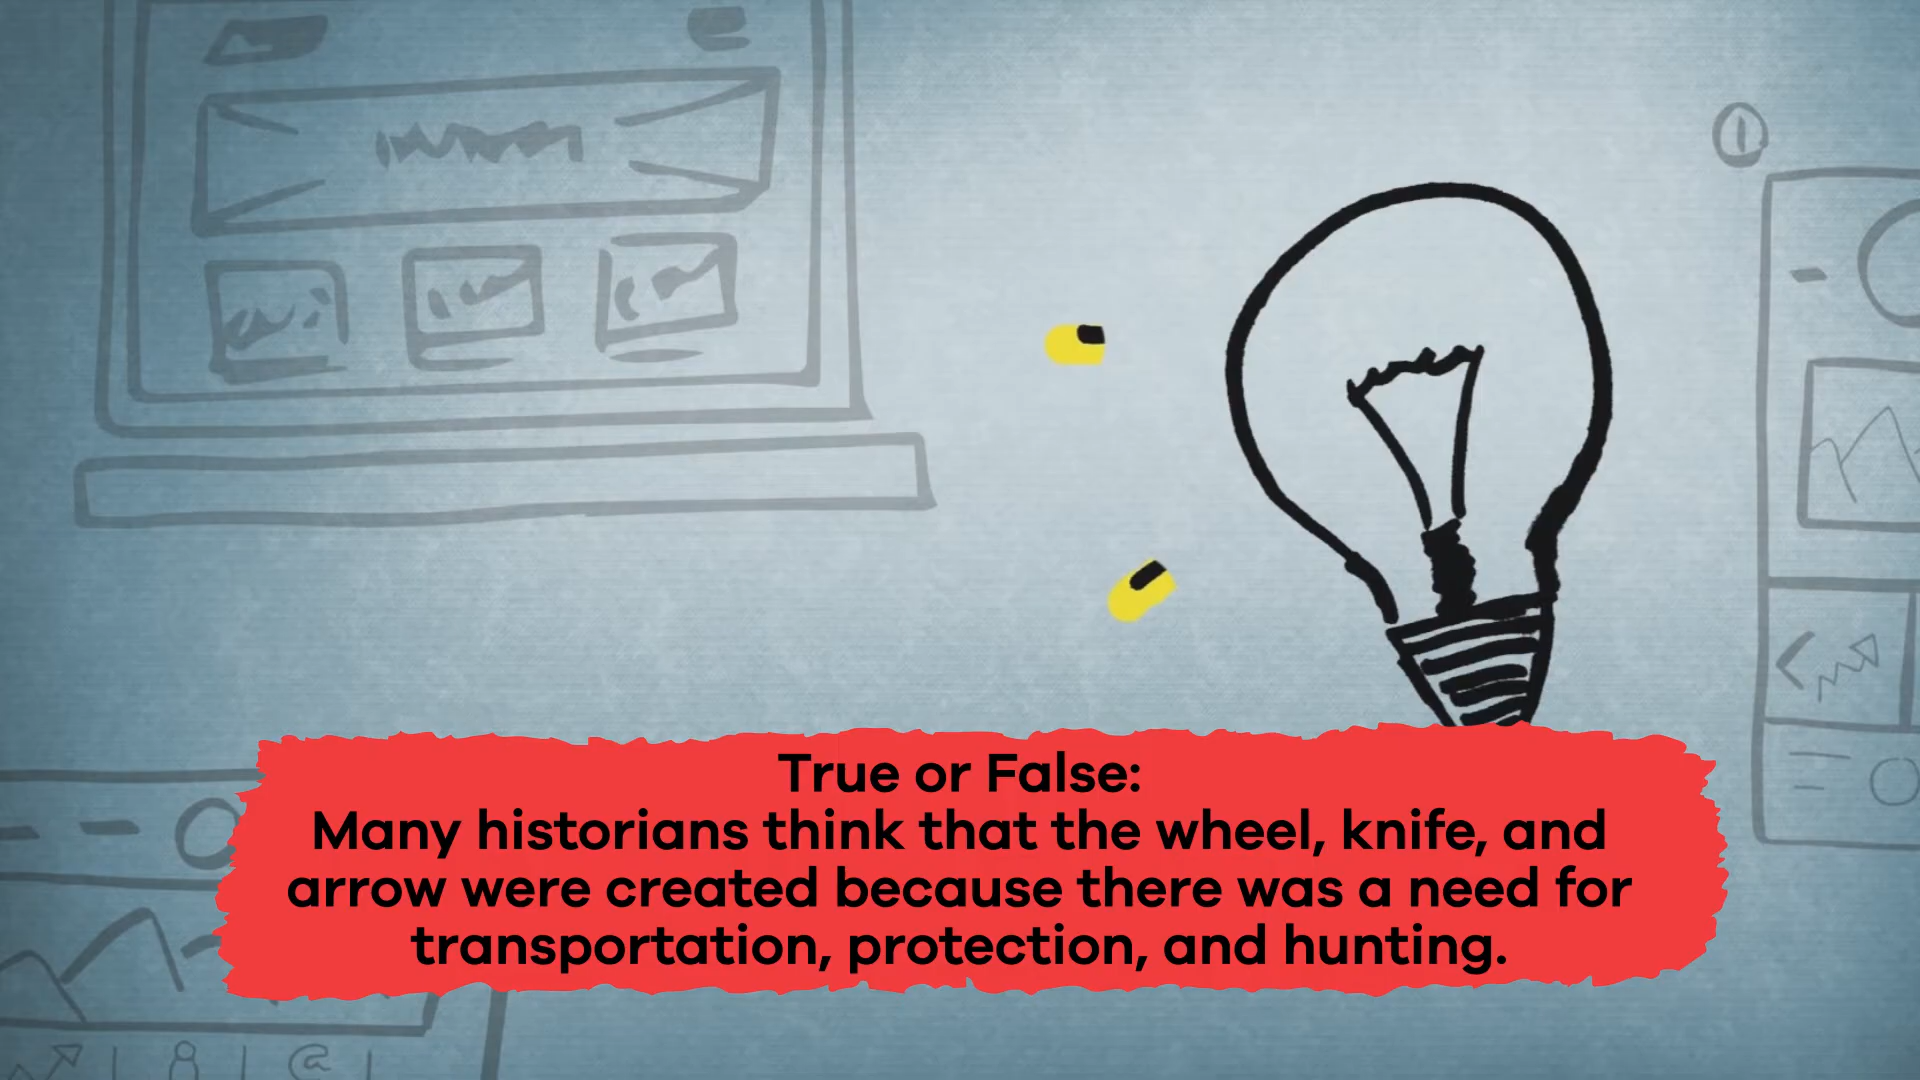 True or False:
Many historians think that the wheel, knife, and
arrow were created because there was a need for
transportation, protection, and hunting.